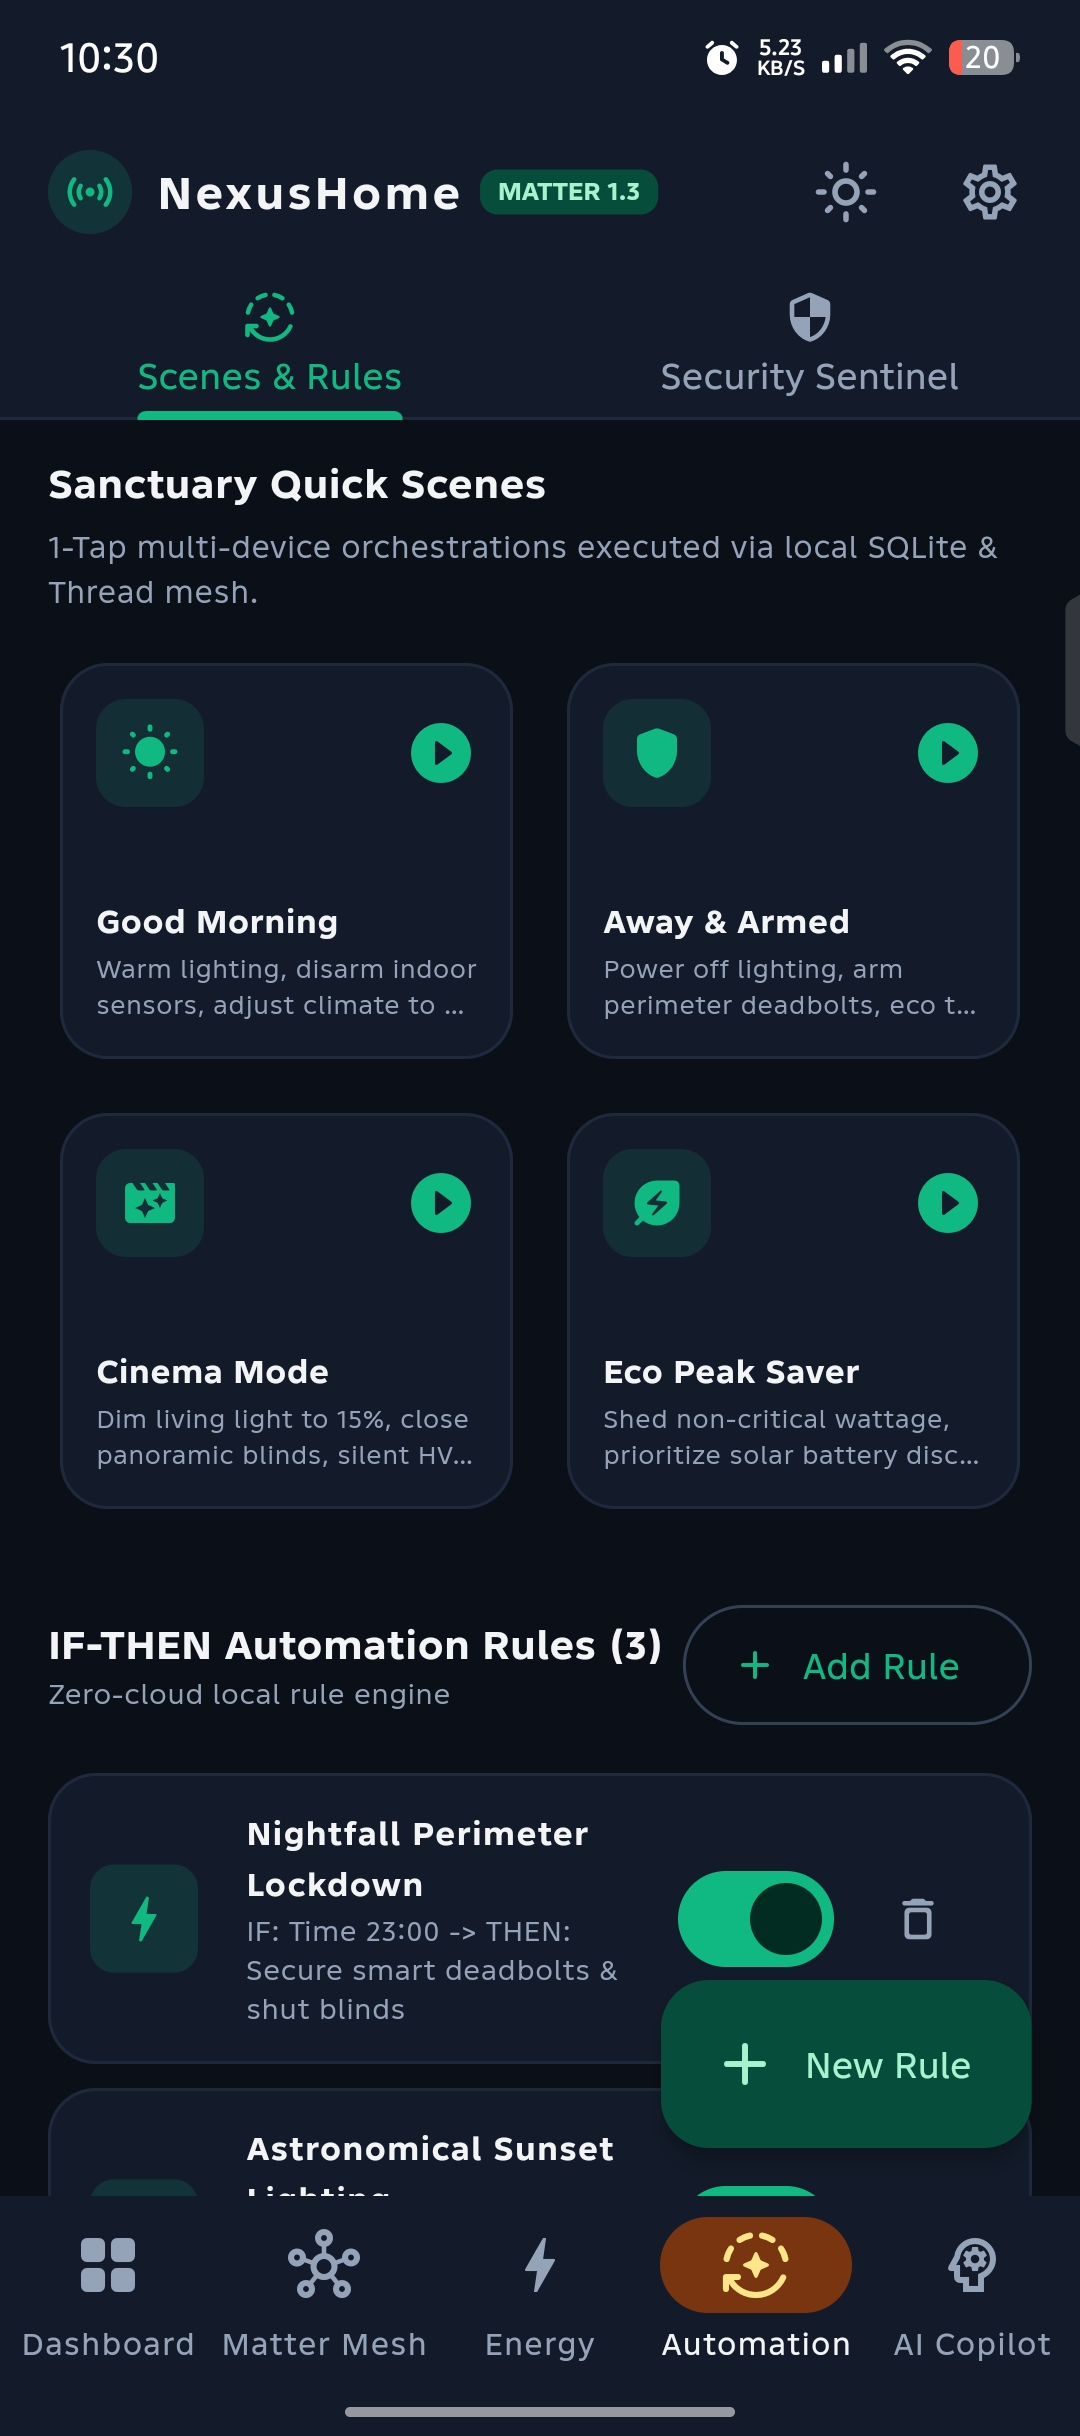 10:30
5.23
KB/S
20
NexusHome
MATTER 1.3
Scenes & Rules
Security Sentinel
Sanctuary Quick Scenes
1-Tap multi-device orchestrations executed via local SQLite &
Thread mesh.
Good Morning
Warm lighting, disarm indoor
sensors, adjust climate to ...
Away & Armed
Power off lighting, arm
perimeter deadbolts, eco t...
Cinema Mode
Dim living light to 15%, close
panoramic blinds, silent HV...
Eco Peak Saver
Shed non-critical wattage,
prioritize solar battery disc...
IF-THEN Automation Rules (3)
Zero-cloud local rule engine
Add Rule
Nightfall Perimeter
Lockdown
IF: Time 23:00 -> THEN:
Secure smart deadbolts &
shut blinds
New Rule
Astronomical Sunset
Lighting
Dashboard
Matter Mesh
Energy
Automation
AI Copilot